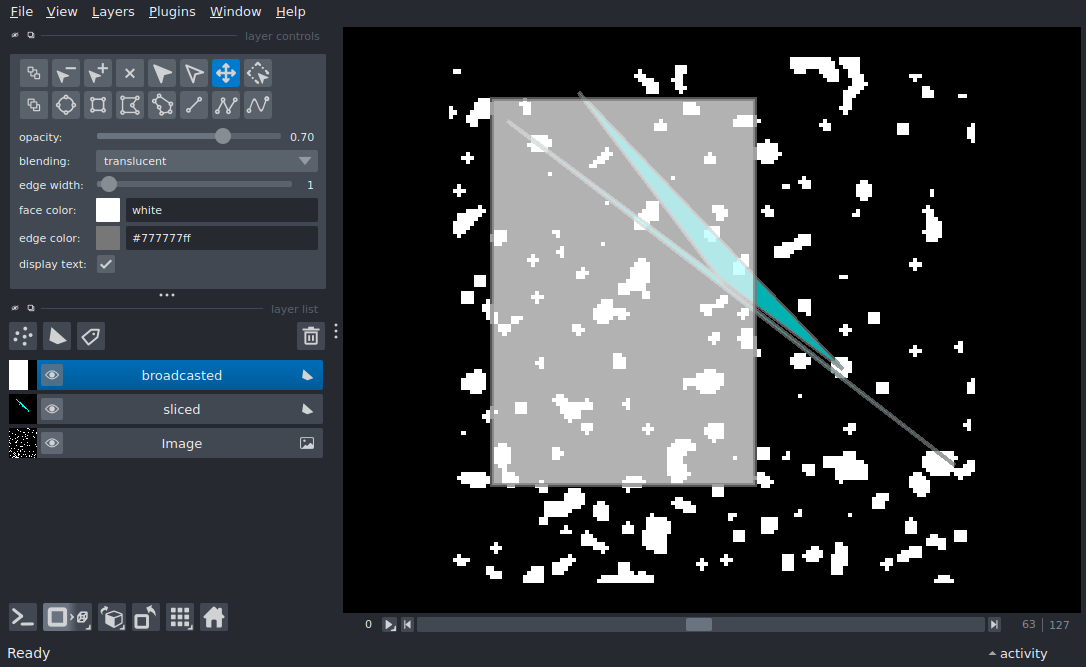 File View Layers Plugins Window Help
layer controls
opacity: 0.70
blending: translucent
edge width: 1
face color: white
edge color: #777777ff
display text:
layer list
broadcasted
sliced
Image
0 63 127
Ready activity